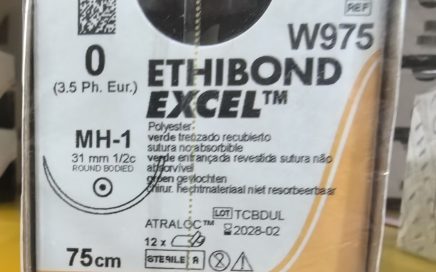 REF
W975
0
(3.5 Ph. Eur.)
ETHIBOND
EXCEL™
MH-1
31 mm 1/2c
ROUND BODIED
Polyester
verde trenzado recubierto
sutura no absorbible
verde entrançada revestida sutura não
absorvível
groen gevlochten
chirur. hechtmateriaal niet resorbeerbaar
ATRALOC™
LOT TCBDUL
12 x
2028-02
75cm
STERILE R